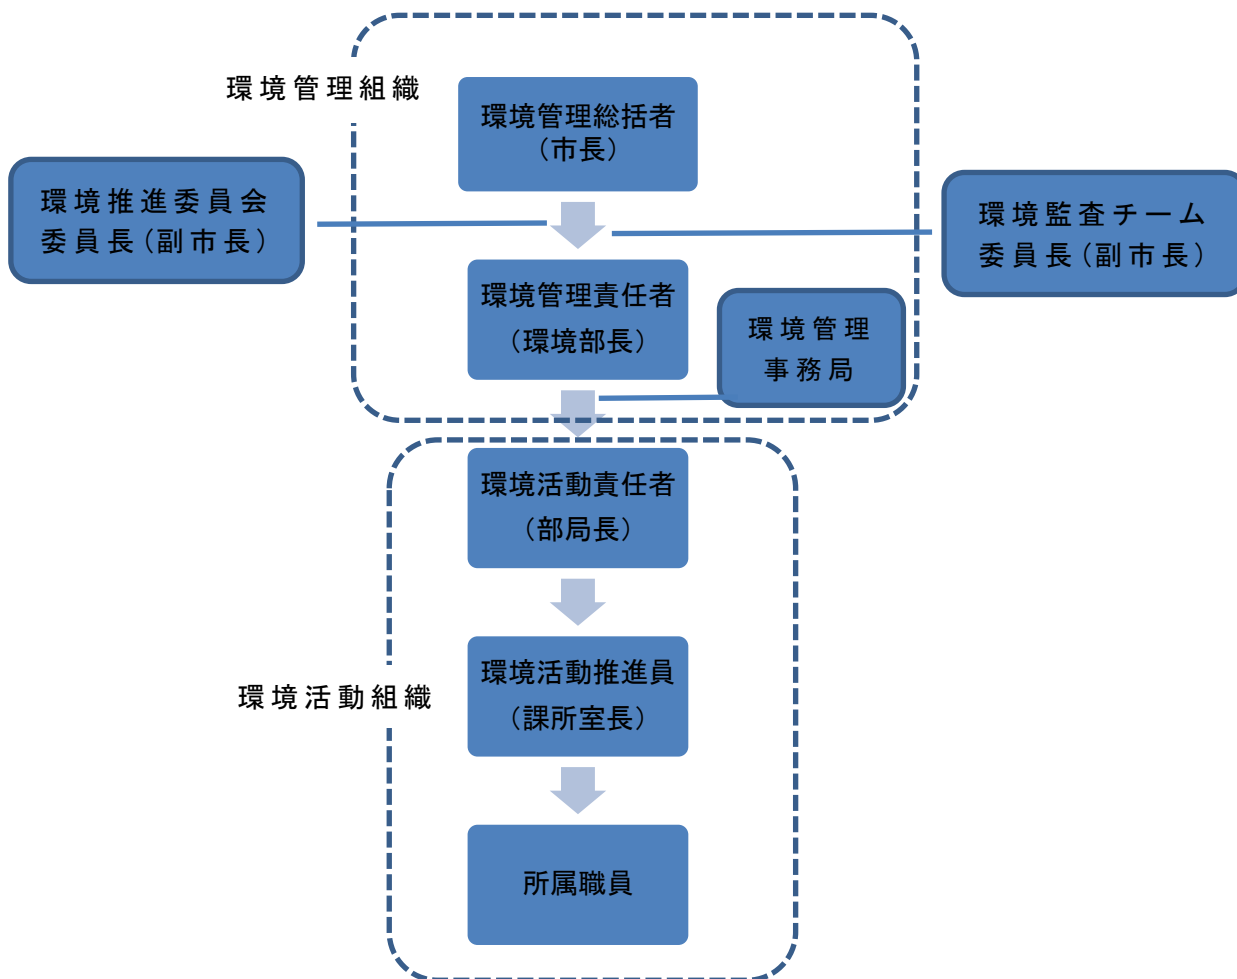 環境管理組織
環境管理総括者
（市長）
環境推進委員会
委員長（副市長）
環境監査チーム
委員長（副市長）
環境管理責任者
（環境部長）
環境管理
事務局
環境活動責任者
（部局長）
環境活動推進員
（課所室長）
環境活動組織
所属職員